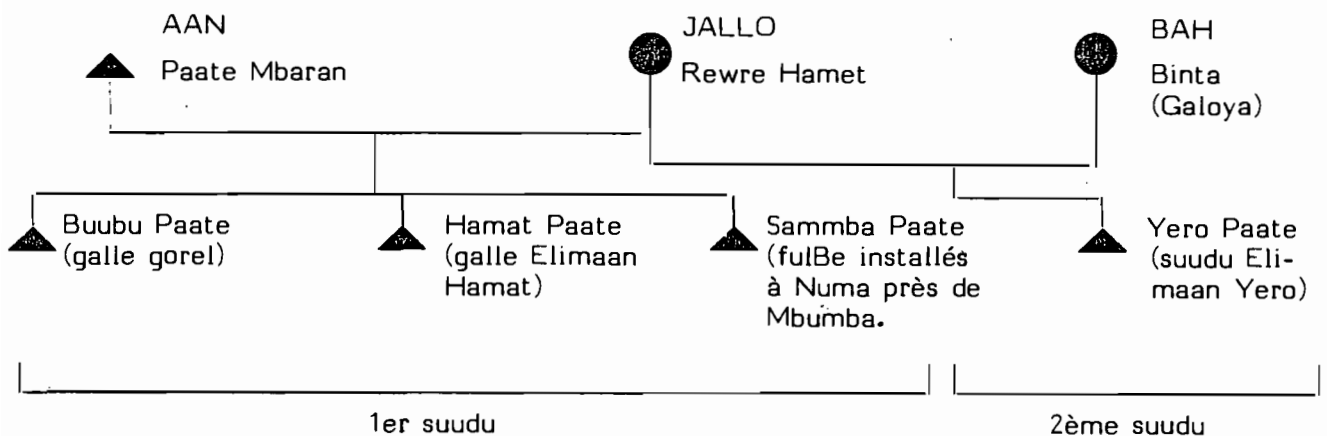 AAN
Paate Mbaran
JALLO
Rewre Hamet
BAH
Binta
(Galoya)
Buubu Paate
(galle gorel)
Hamat Paate
(galle Elimaan
Hamat)
Sammba Paate
(fulBe installés
à Numa près de
Mbumba.
Yero Paate
(suudu Eli-
maan Yero)
1er suudu
2ème suudu